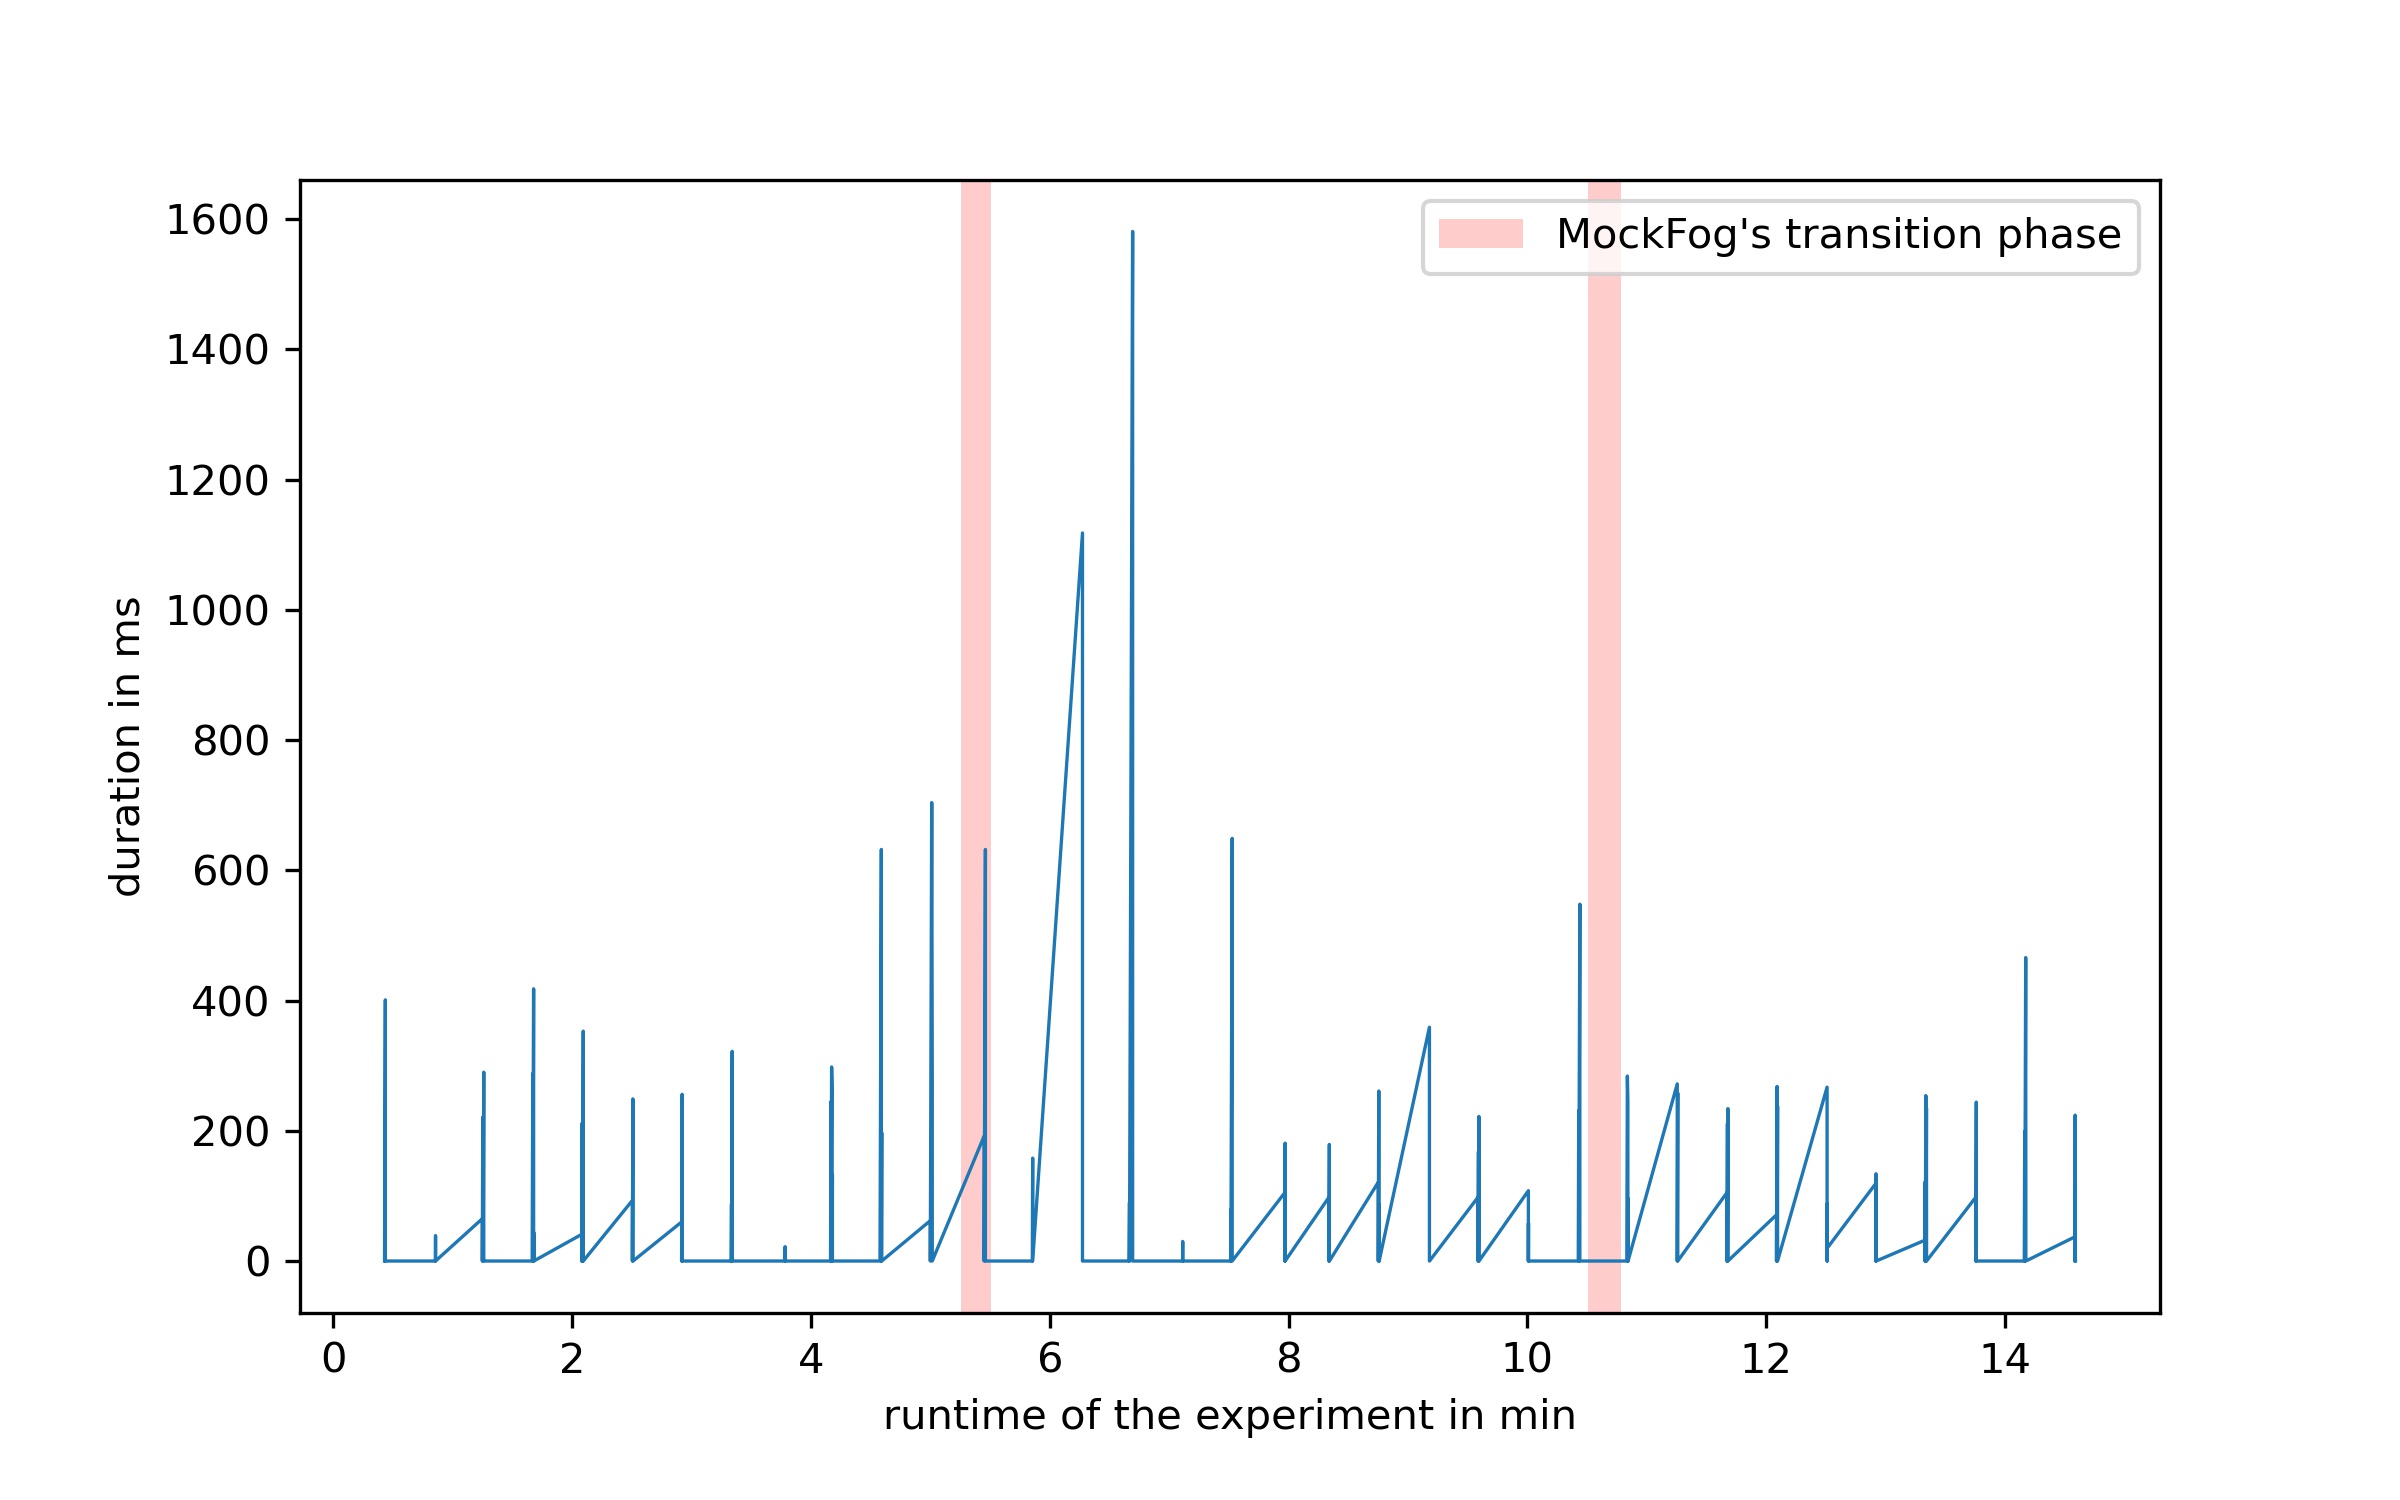 MockFog's transition phase
1600
1400
1200
1000
800
600
400
200
0
duration in ms
0 2 4 6 8 10 12 14
runtime of the experiment in min